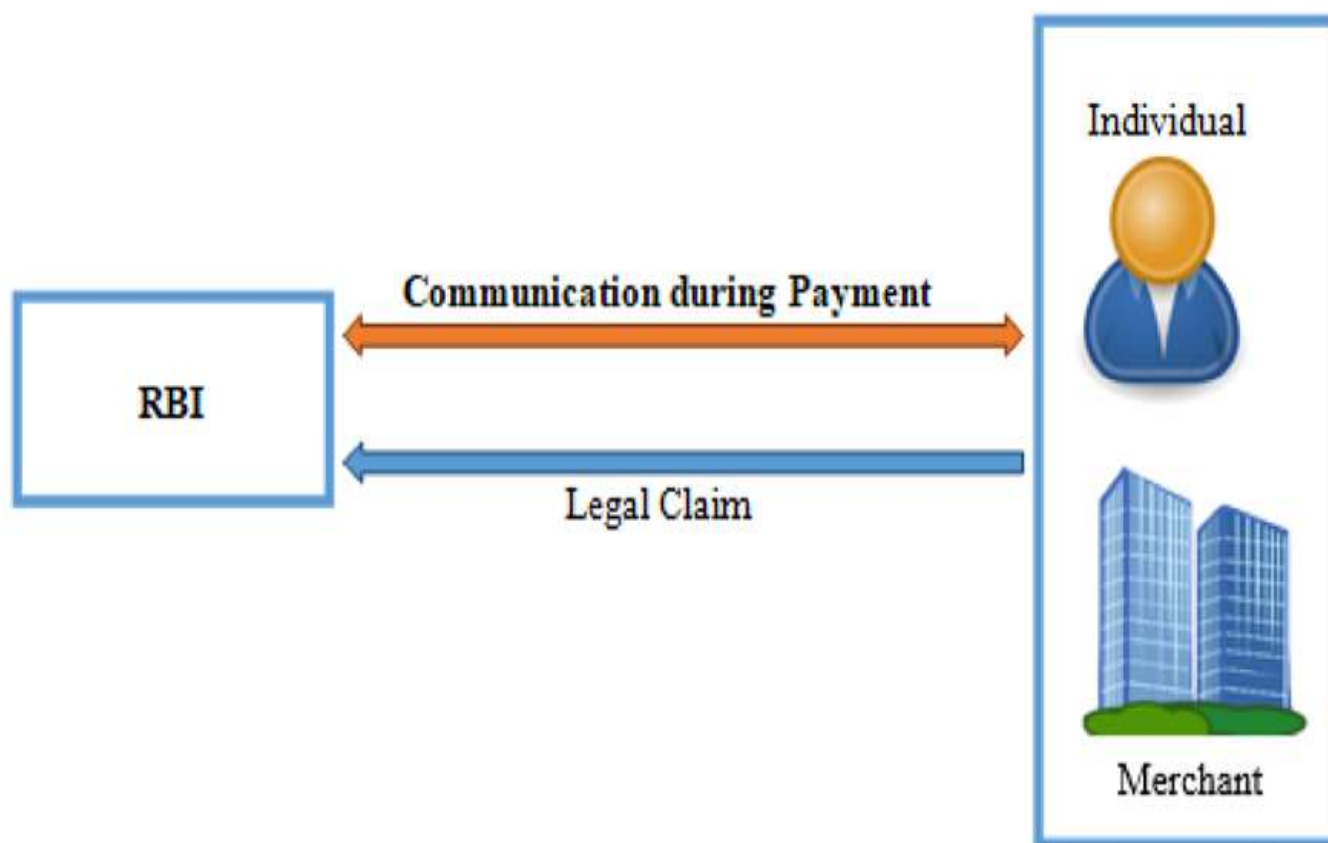 Individual
Communication during Payment
RBI
Legal Claim
Merchant